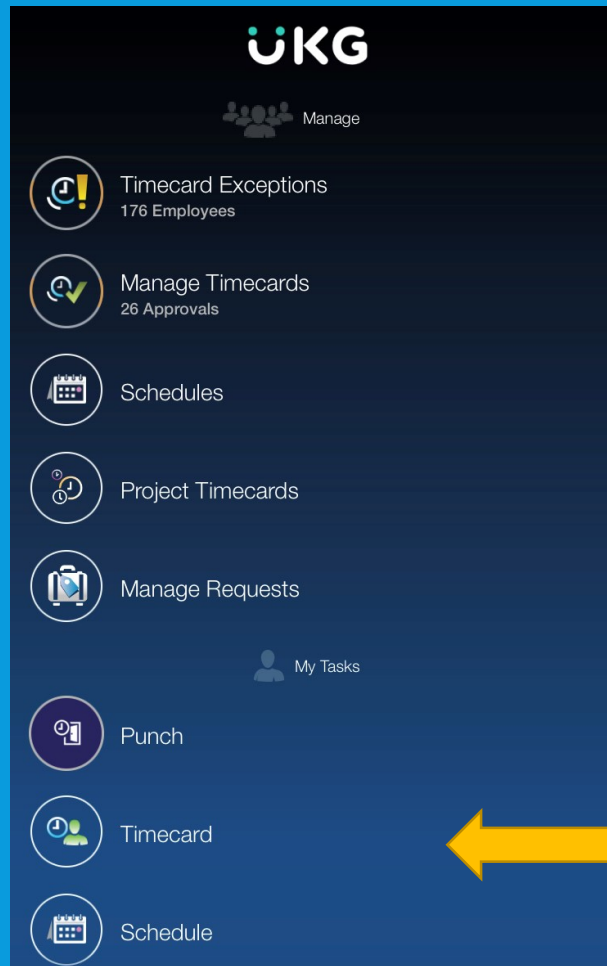 UKG
Manage
Timecard Exceptions
176 Employees
Manage Timecards
26 Approvals
Schedules
Project Timecards
Manage Requests
My Tasks
Punch
Timecard
Schedule